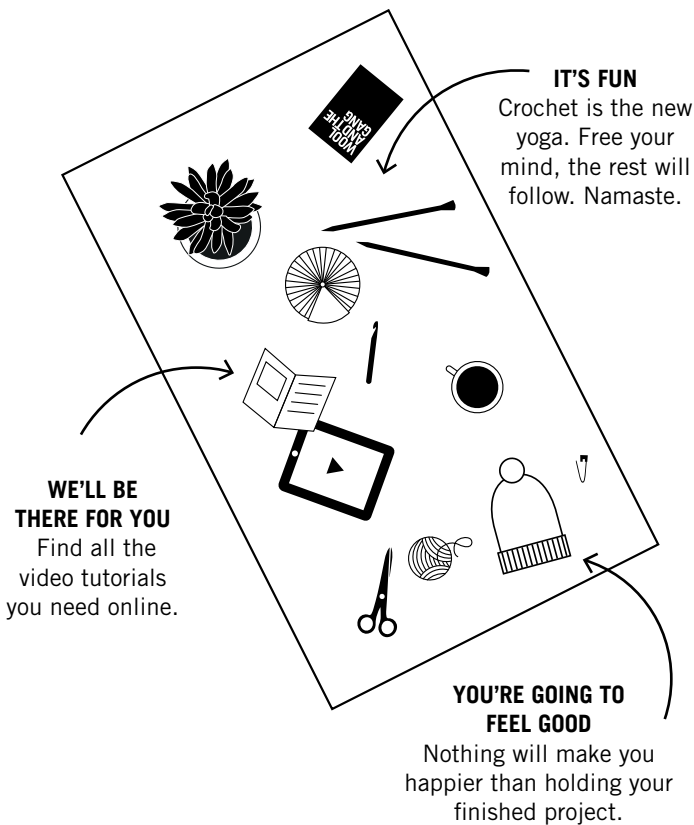 WOOL
AND THE
GANG
IT'S FUN
Crochet is the new
yoga. Free your
mind, the rest will
follow. Namaste.
WE'LL BE
THERE FOR YOU
Find all the
video tutorials
you need online.
YOU'RE GOING TO
FEEL GOOD
Nothing will make you
happier than holding your
finished project.